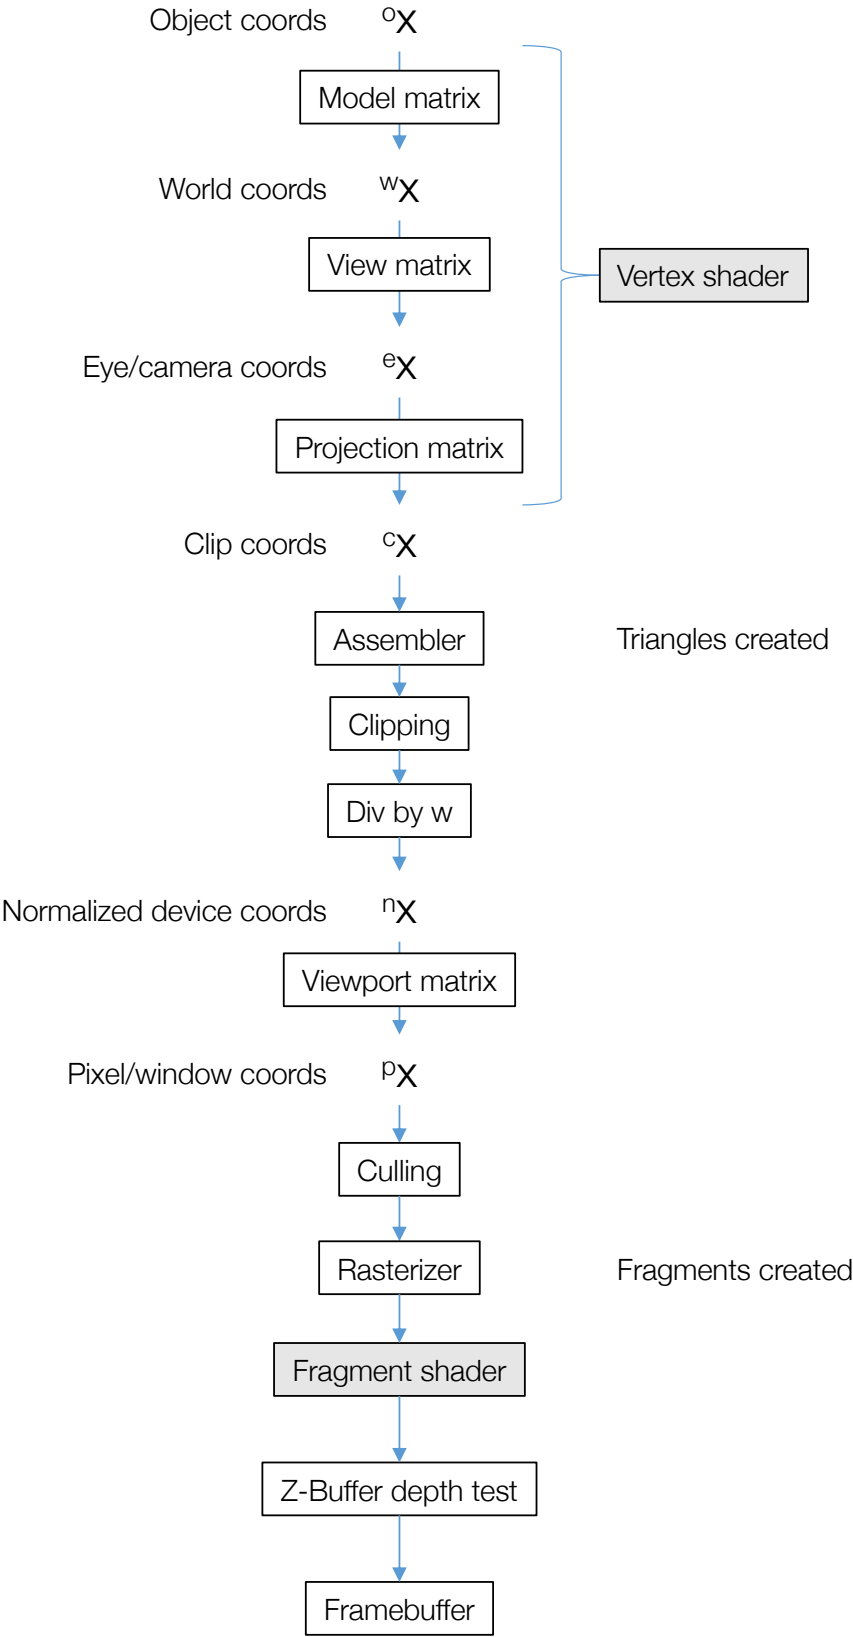 Object coords oX
Model matrix
World coords wX
View matrix
Vertex shader
Eye/camera coords eX
Projection matrix
Clip coords cX
Assembler
Triangles created
Clipping
Div by w
Normalized device coords nX
Viewport matrix
Pixel/window coords pX
Culling
Rasterizer
Fragments created
Fragment shader
Z-Buffer depth test
Framebuffer